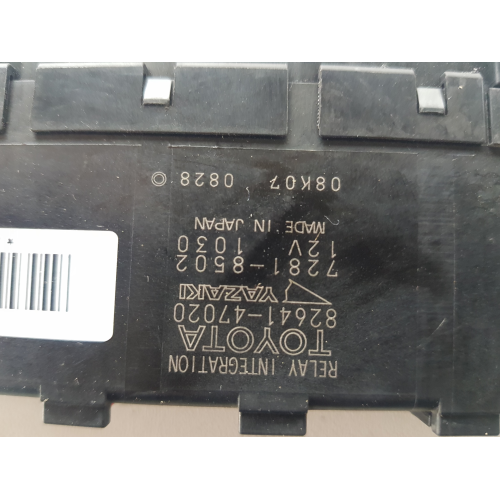 RELAY INTEGRATION
TOYOTA
82641-47020
YAZAKI
7281-8502
12V 1030
MADE IN JAPAN
08K07 0828 ◎